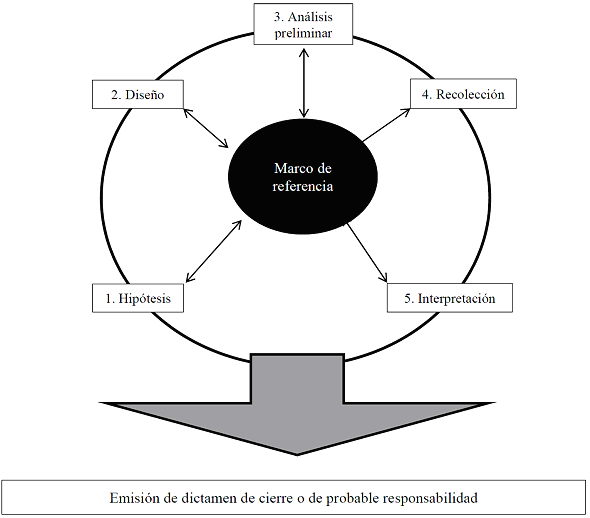 3. Análisis
preliminar
2. Diseño
4. Recolección
Marco de
referencia
1. Hipótesis
5. Interpretación
Emisión de dictamen de cierre o de probable responsabilidad